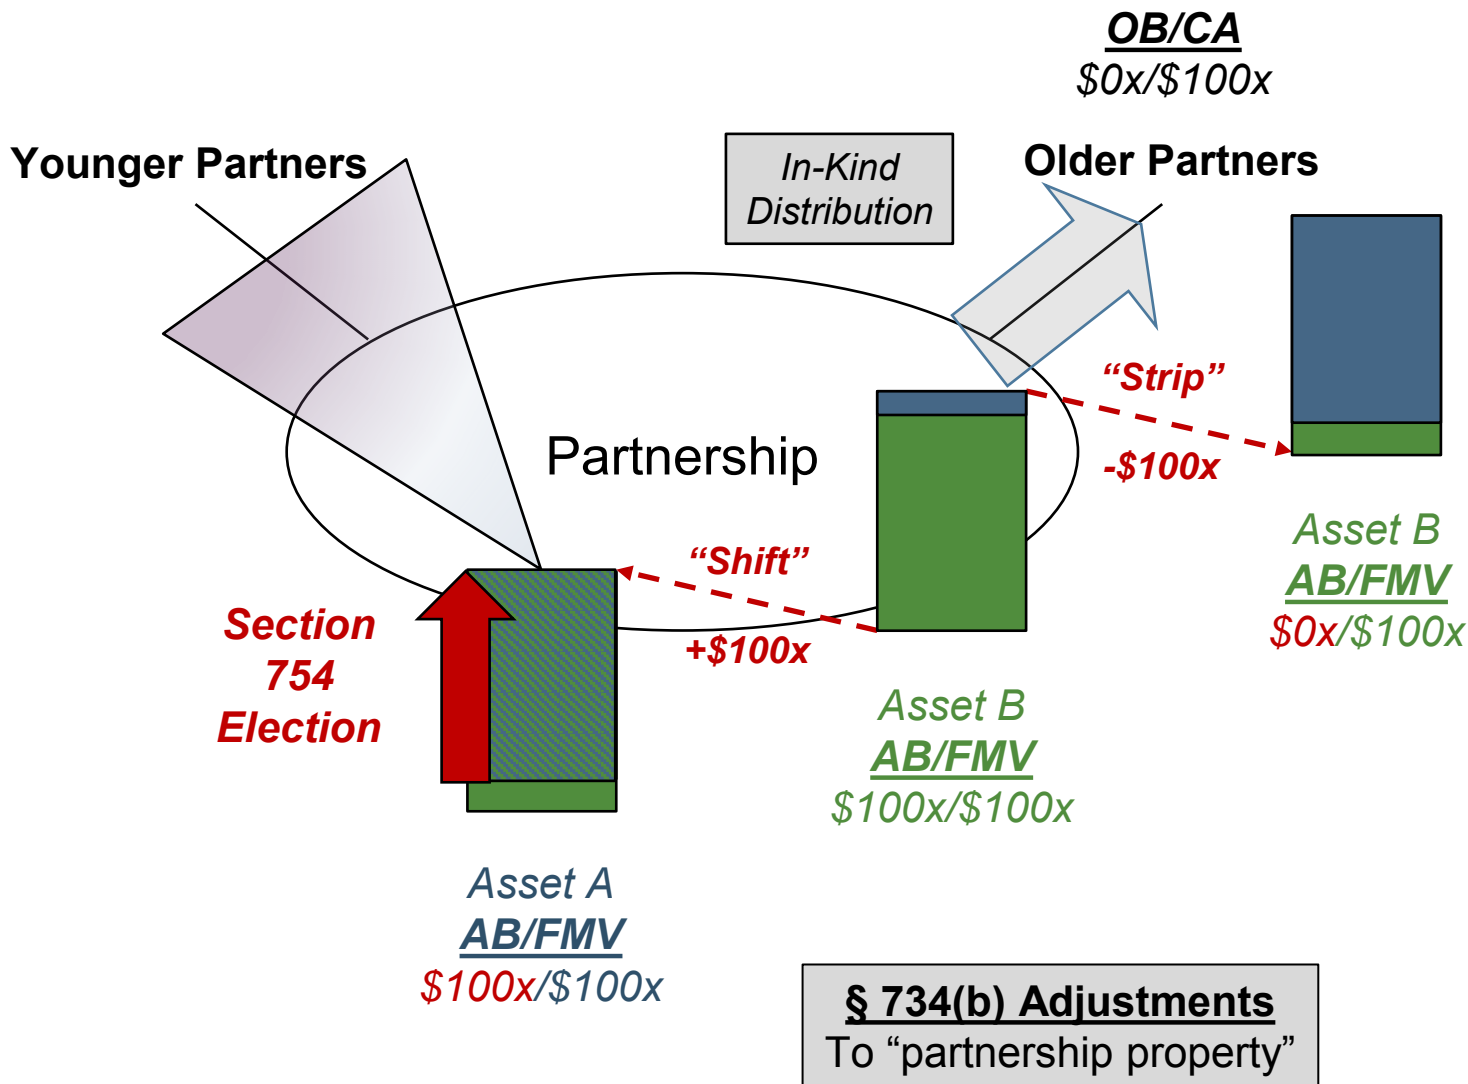 OB/CA
$0x/$100x
Younger Partners
In-Kind
Distribution
Older Partners
“Strip”
-$100x
Partnership
“Shift”
+$100x
Section
754
Election
Asset B
AB/FMV
$0x/$100x
Asset B
AB/FMV
$100x/$100x
Asset A
AB/FMV
$100x/$100x
§ 734(b) Adjustments
To “partnership property”